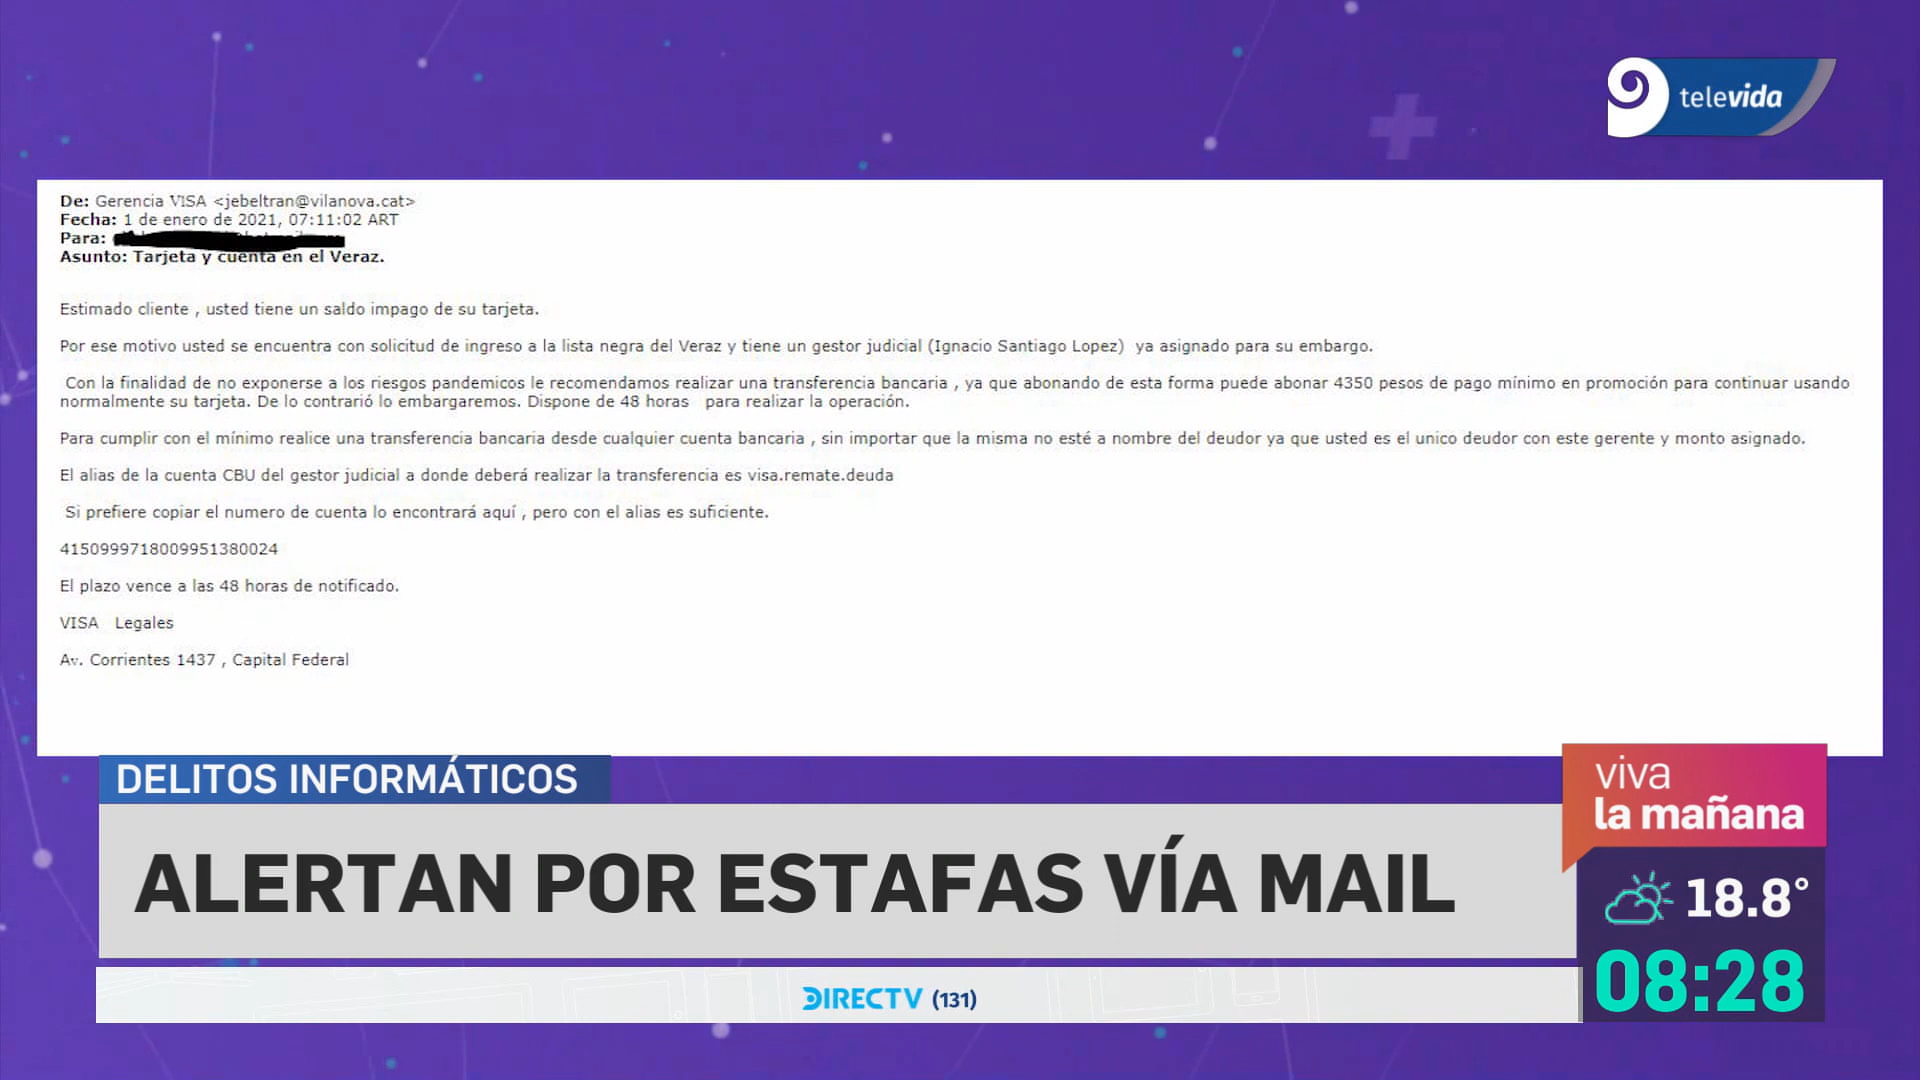 televida
De: Gerencia VISA <jebeltran@vilanova.cat>
Fecha: 1 de enero de 2021, 07:11:02 ART
Para:
Asunto: Tarjeta y cuenta en el Veraz.
Estimado cliente , usted tiene un saldo impago de su tarjeta.
Por ese motivo usted se encuentra con solicitud de ingreso a la lista negra del Veraz y tiene un gestor judicial (Ignacio Santiago Lopez)  ya asignado para su embargo.
Con la finalidad de no exponerse a los riesgos pandemicos le recomendamos realizar una transferencia bancaria , ya que abonando de esta forma puede abonar 4350 pesos de pago mínimo en promoción para continuar usando
normalmente su tarjeta. De lo contrarió lo embargaremos. Dispone de 48 horas   para realizar la operación.
Para cumplir con el mínimo realice una transferencia bancaria desde cualquier cuenta bancaria , sin importar que la misma no esté a nombre del deudor ya que usted es el unico deudor con este gerente y monto asignado.
El alias de la cuenta CBU del gestor judicial a donde deberá realizar la transferencia es visa.remate.deuda
Si prefiere copiar el numero de cuenta lo encontrará aquí , pero con el alias es suficiente.
4150999718009951380024
El plazo vence a las 48 horas de notificado.
VISA   Legales
Av. Corrientes 1437 , Capital Federal
DELITOS INFORMÁTICOS
ALERTAN POR ESTAFAS VÍA MAIL
viva
la mañana
18.8°
08:28
DIRECTV (131)